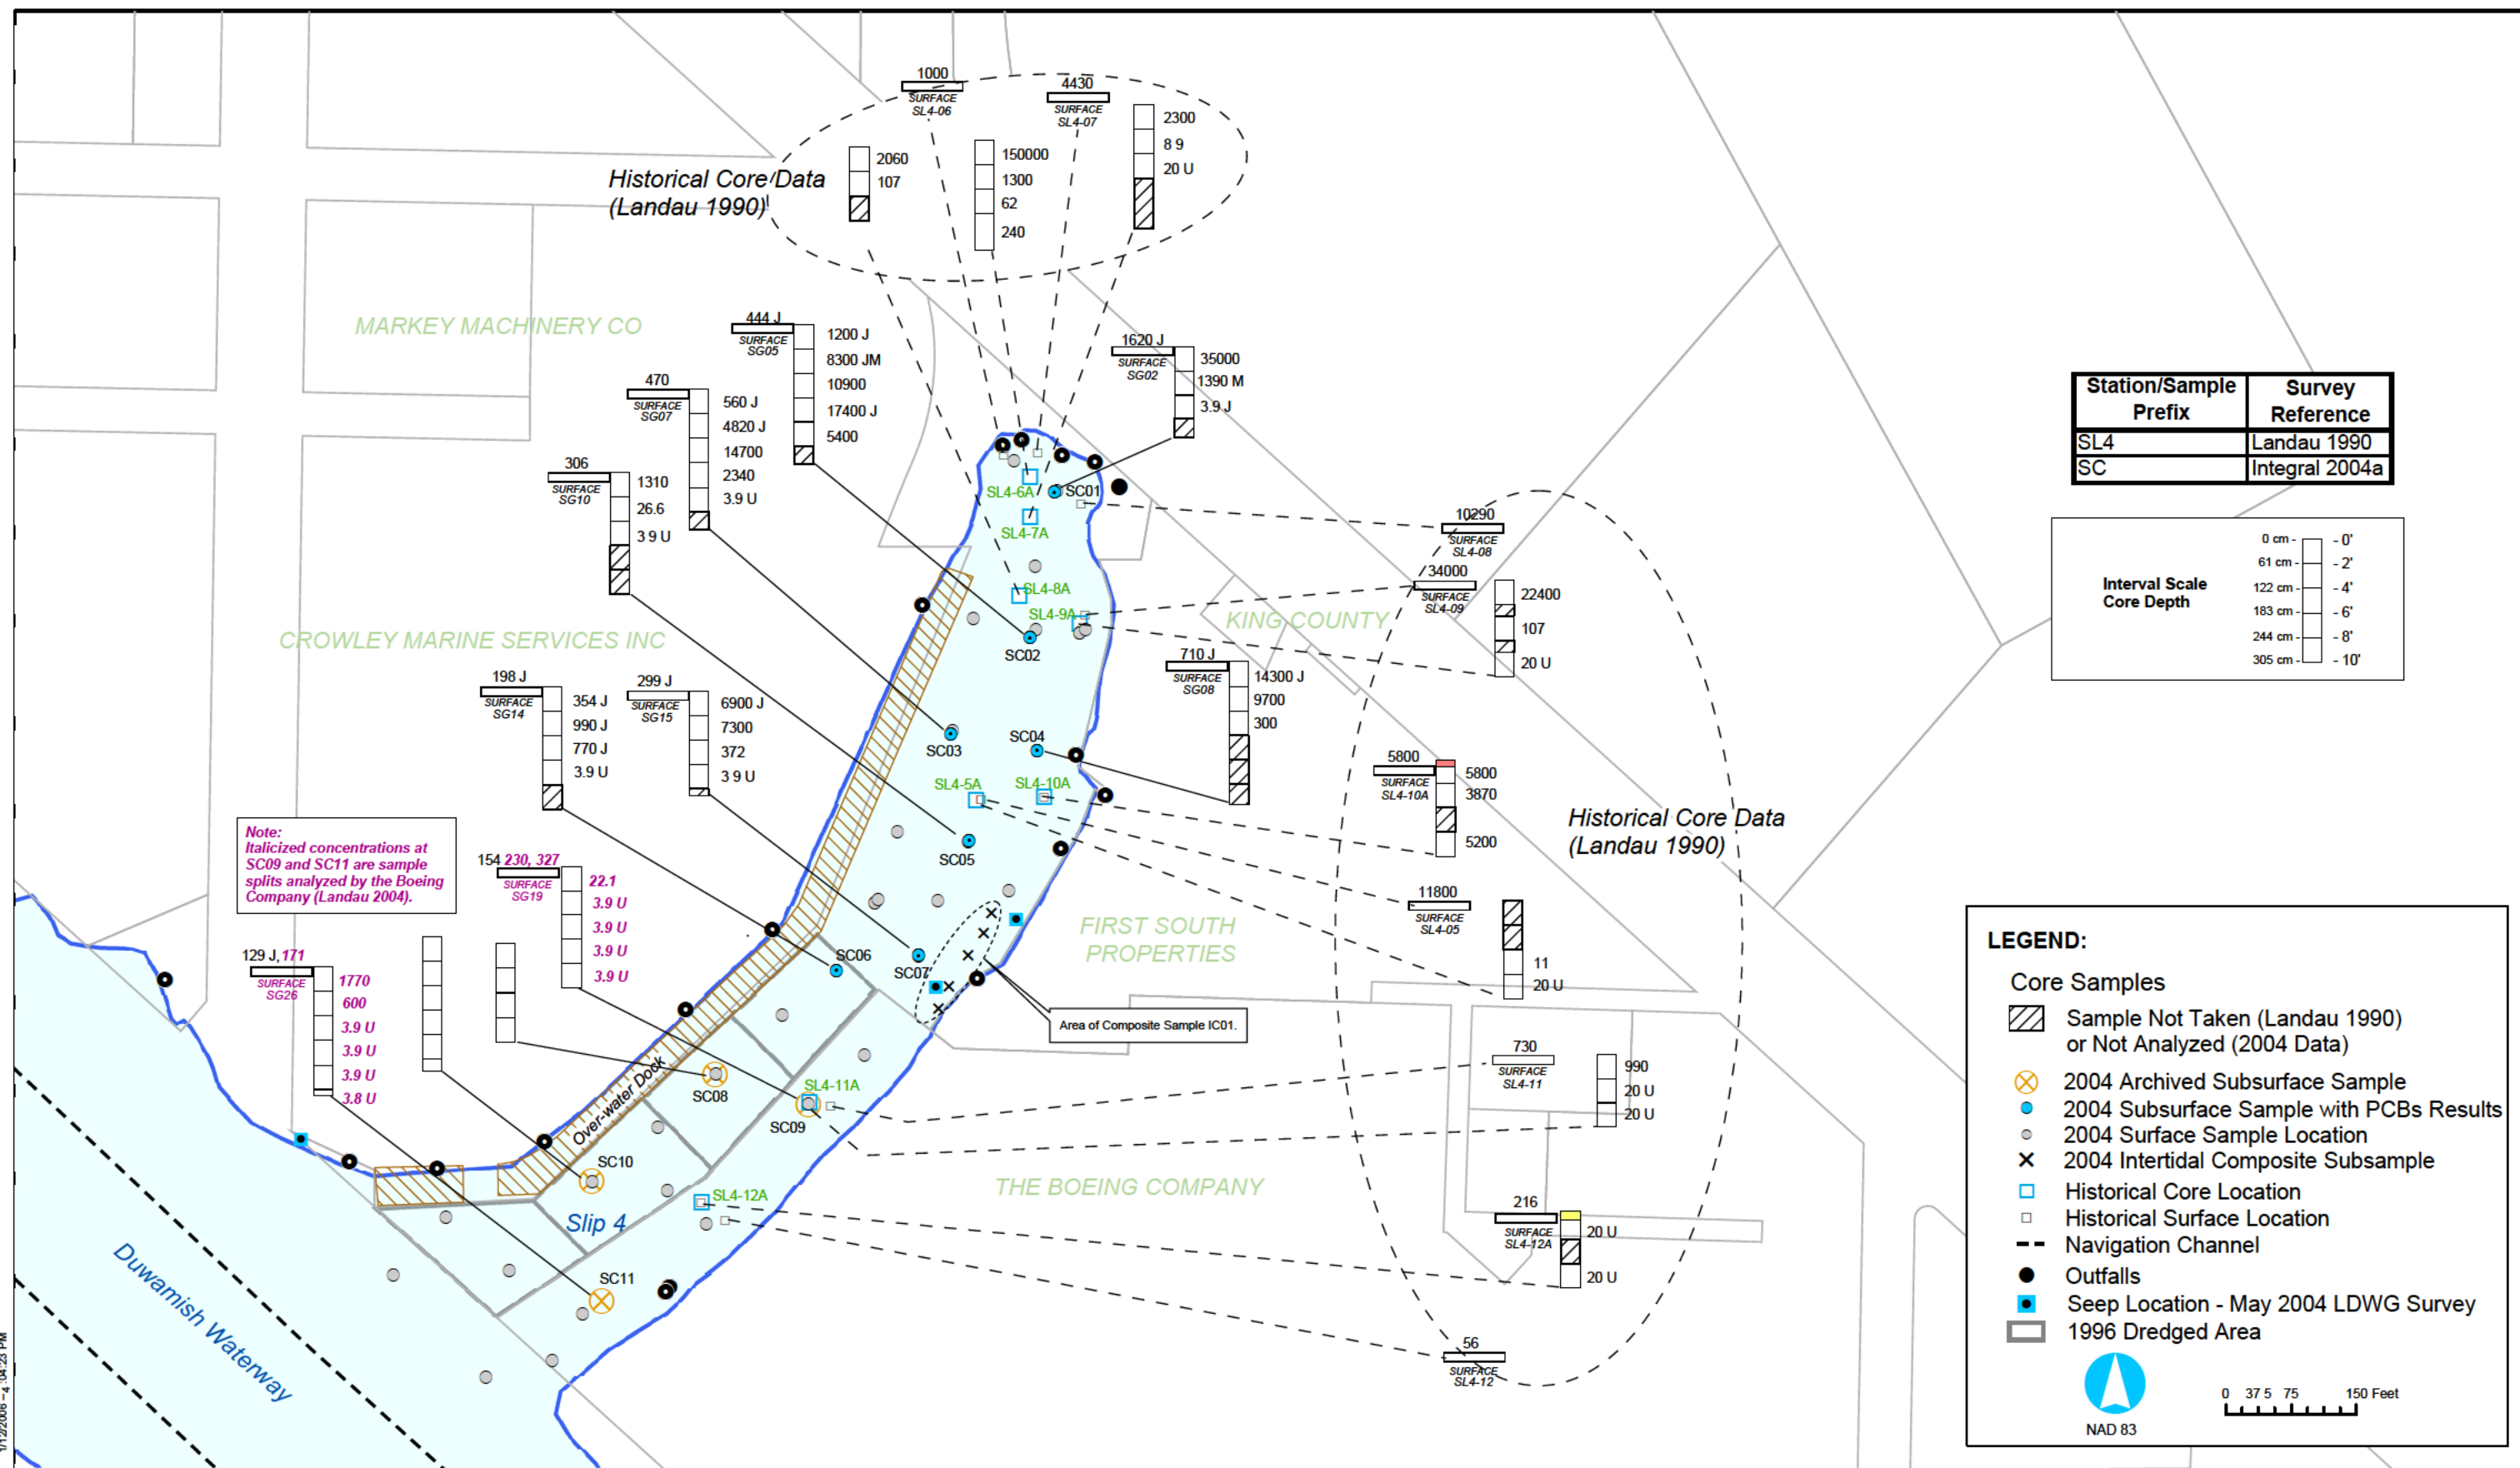 1000
SURFACE
SL4-06
4430
SURFACE
SL4-07
2300
8 9
20 U
150000
1300
62
240
2060
107
Historical Core Data
(Landau 1990)
MARKEY MACHINERY CO
444 J
SURFACE
SG05
1200 J
8300 JM
10900
17400 J
5400
1620 J
SURFACE
SG02
35000
1390 M
3.9 J
470
SURFACE
SG07
560 J
4820 J
14700
2340
3.9 U
306
SURFACE
SG10
1310
26.6
3 9 U
Station/Sample Prefix
Survey Reference
SL4
Landau 1990
SC
Integral 2004a
Interval Scale
Core Depth
0 cm - - 0'
61 cm - - 2'
122 cm - - 4'
183 cm - - 6'
244 cm - - 8'
305 cm - - 10'
SL4-6A
SC01
SL4-7A
SL4-8A
SL4-9A
SC02
10290
SURFACE
SL4-08
34000
SURFACE
SL4-09
22400
107
20 U
KING COUNTY
CROWLEY MARINE SERVICES INC
198 J
SURFACE
SG14
354 J
990 J
770 J
3.9 U
299 J
SURFACE
SG15
6900 J
7300
372
3 9 U
710 J
SURFACE
SG08
14300 J
9700
300
SC03
SC04
SL4-5A
SL4-10A
SC05
5800
SURFACE
SL4-10A
5800
3870
5200
Historical Core Data
(Landau 1990)
Note:
Italicized concentrations at
SC09 and SC11 are sample
splits analyzed by the Boeing
Company (Landau 2004).
154 230, 327
SURFACE
SG19
22.1
3.9 U
3.9 U
3.9 U
3.9 U
11800
SURFACE
SL4-05
11
20 U
FIRST SOUTH
PROPERTIES
SC06
SC07
129 J, 171
SURFACE
SG26
1770
600
3.9 U
3.9 U
3.9 U
3.8 U
Area of Composite Sample IC01.
730
SURFACE
SL4-11
990
20 U
20 U
Over-water Dock
SC08
SL4-11A
SC09
SC10
SL4-12A
THE BOEING COMPANY
216
SURFACE
SL4-12A
20 U
20 U
Slip 4
SC11
Duwamish Waterway
56
SURFACE
SL4-12
LEGEND:
Core Samples
Sample Not Taken (Landau 1990)
or Not Analyzed (2004 Data)
2004 Archived Subsurface Sample
2004 Subsurface Sample with PCBs Results
2004 Surface Sample Location
2004 Intertidal Composite Subsample
Historical Core Location
Historical Surface Location
Navigation Channel
Outfalls
Seep Location - May 2004 LDWG Survey
1996 Dredged Area
NAD 83
0 37 5 75 150 Feet